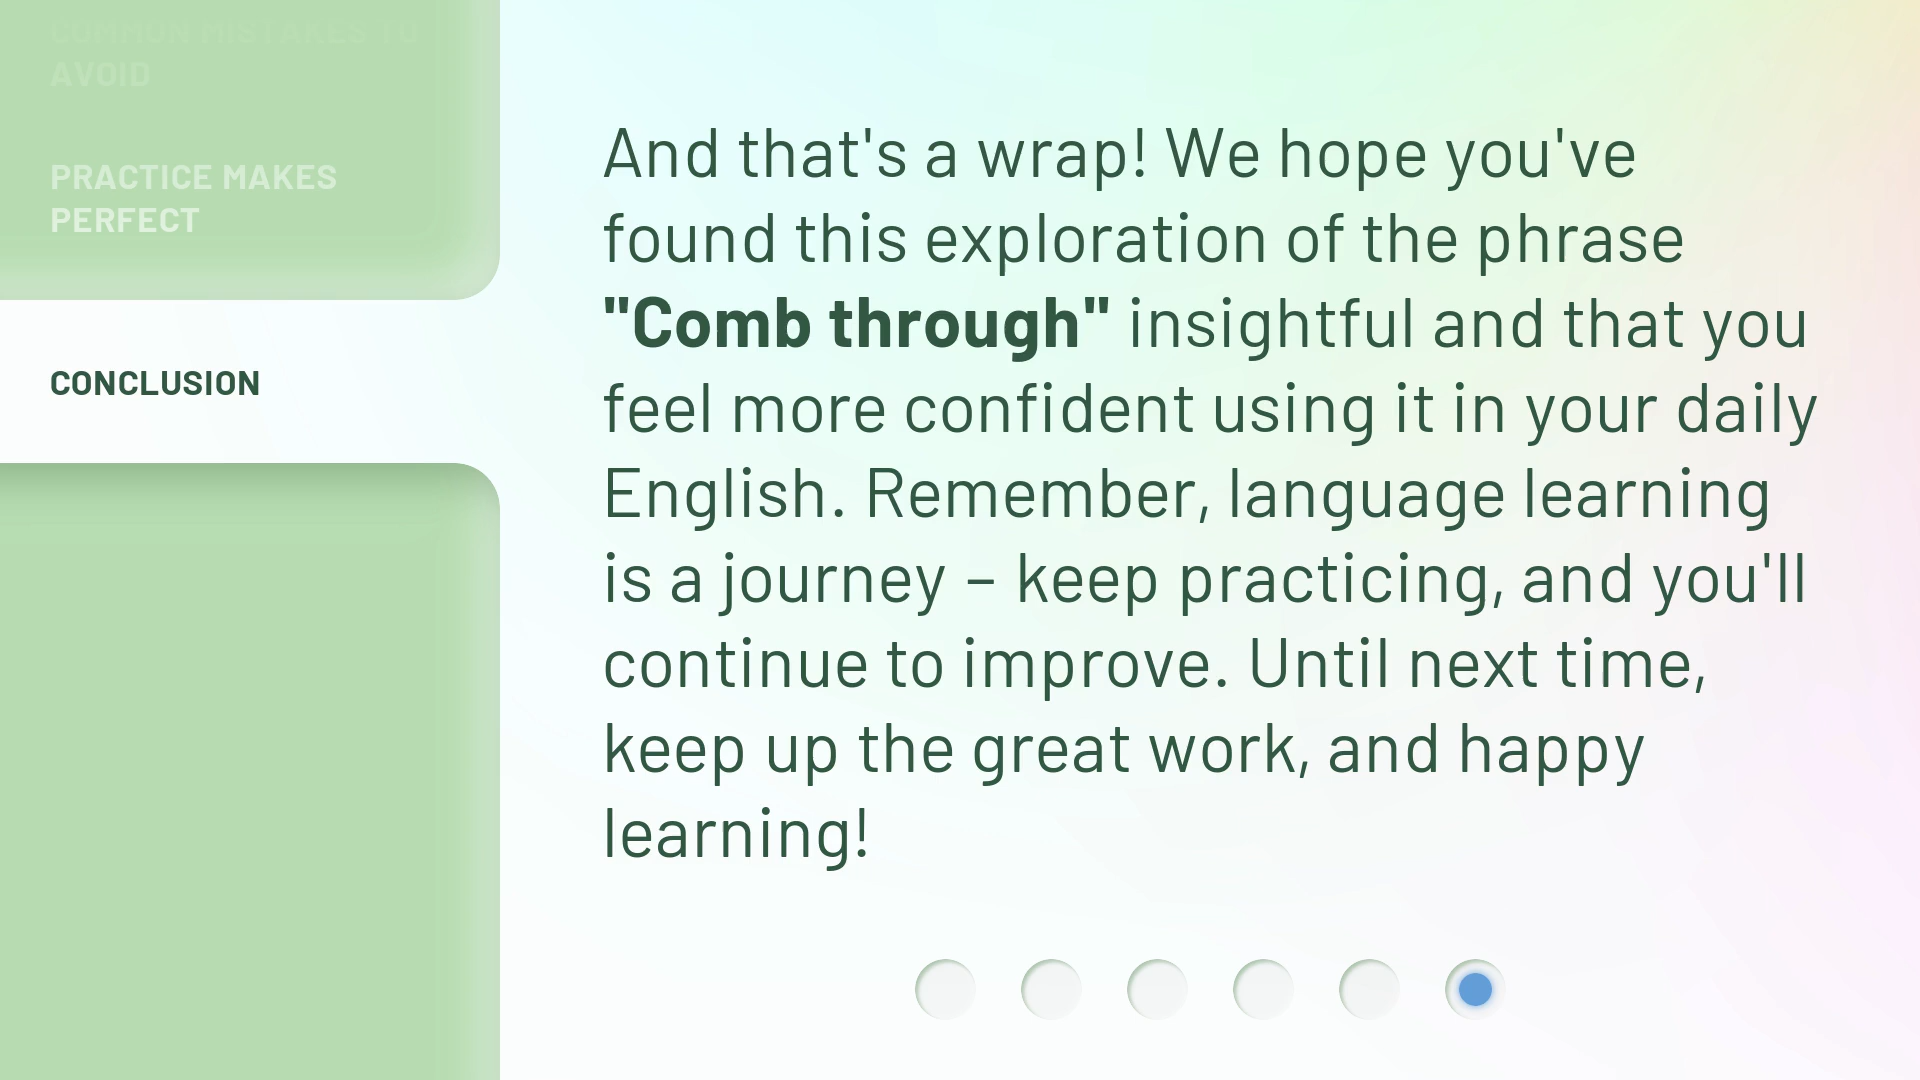 COMMON MISTAKES TO
AVOID
PRACTICE MAKES
PERFECT
CONCLUSION
And that's a wrap! We hope you've
found this exploration of the phrase
"Comb through" insightful and that you
feel more confident using it in your daily
English. Remember, language learning
is a journey – keep practicing, and you'll
continue to improve. Until next time,
keep up the great work, and happy
learning!